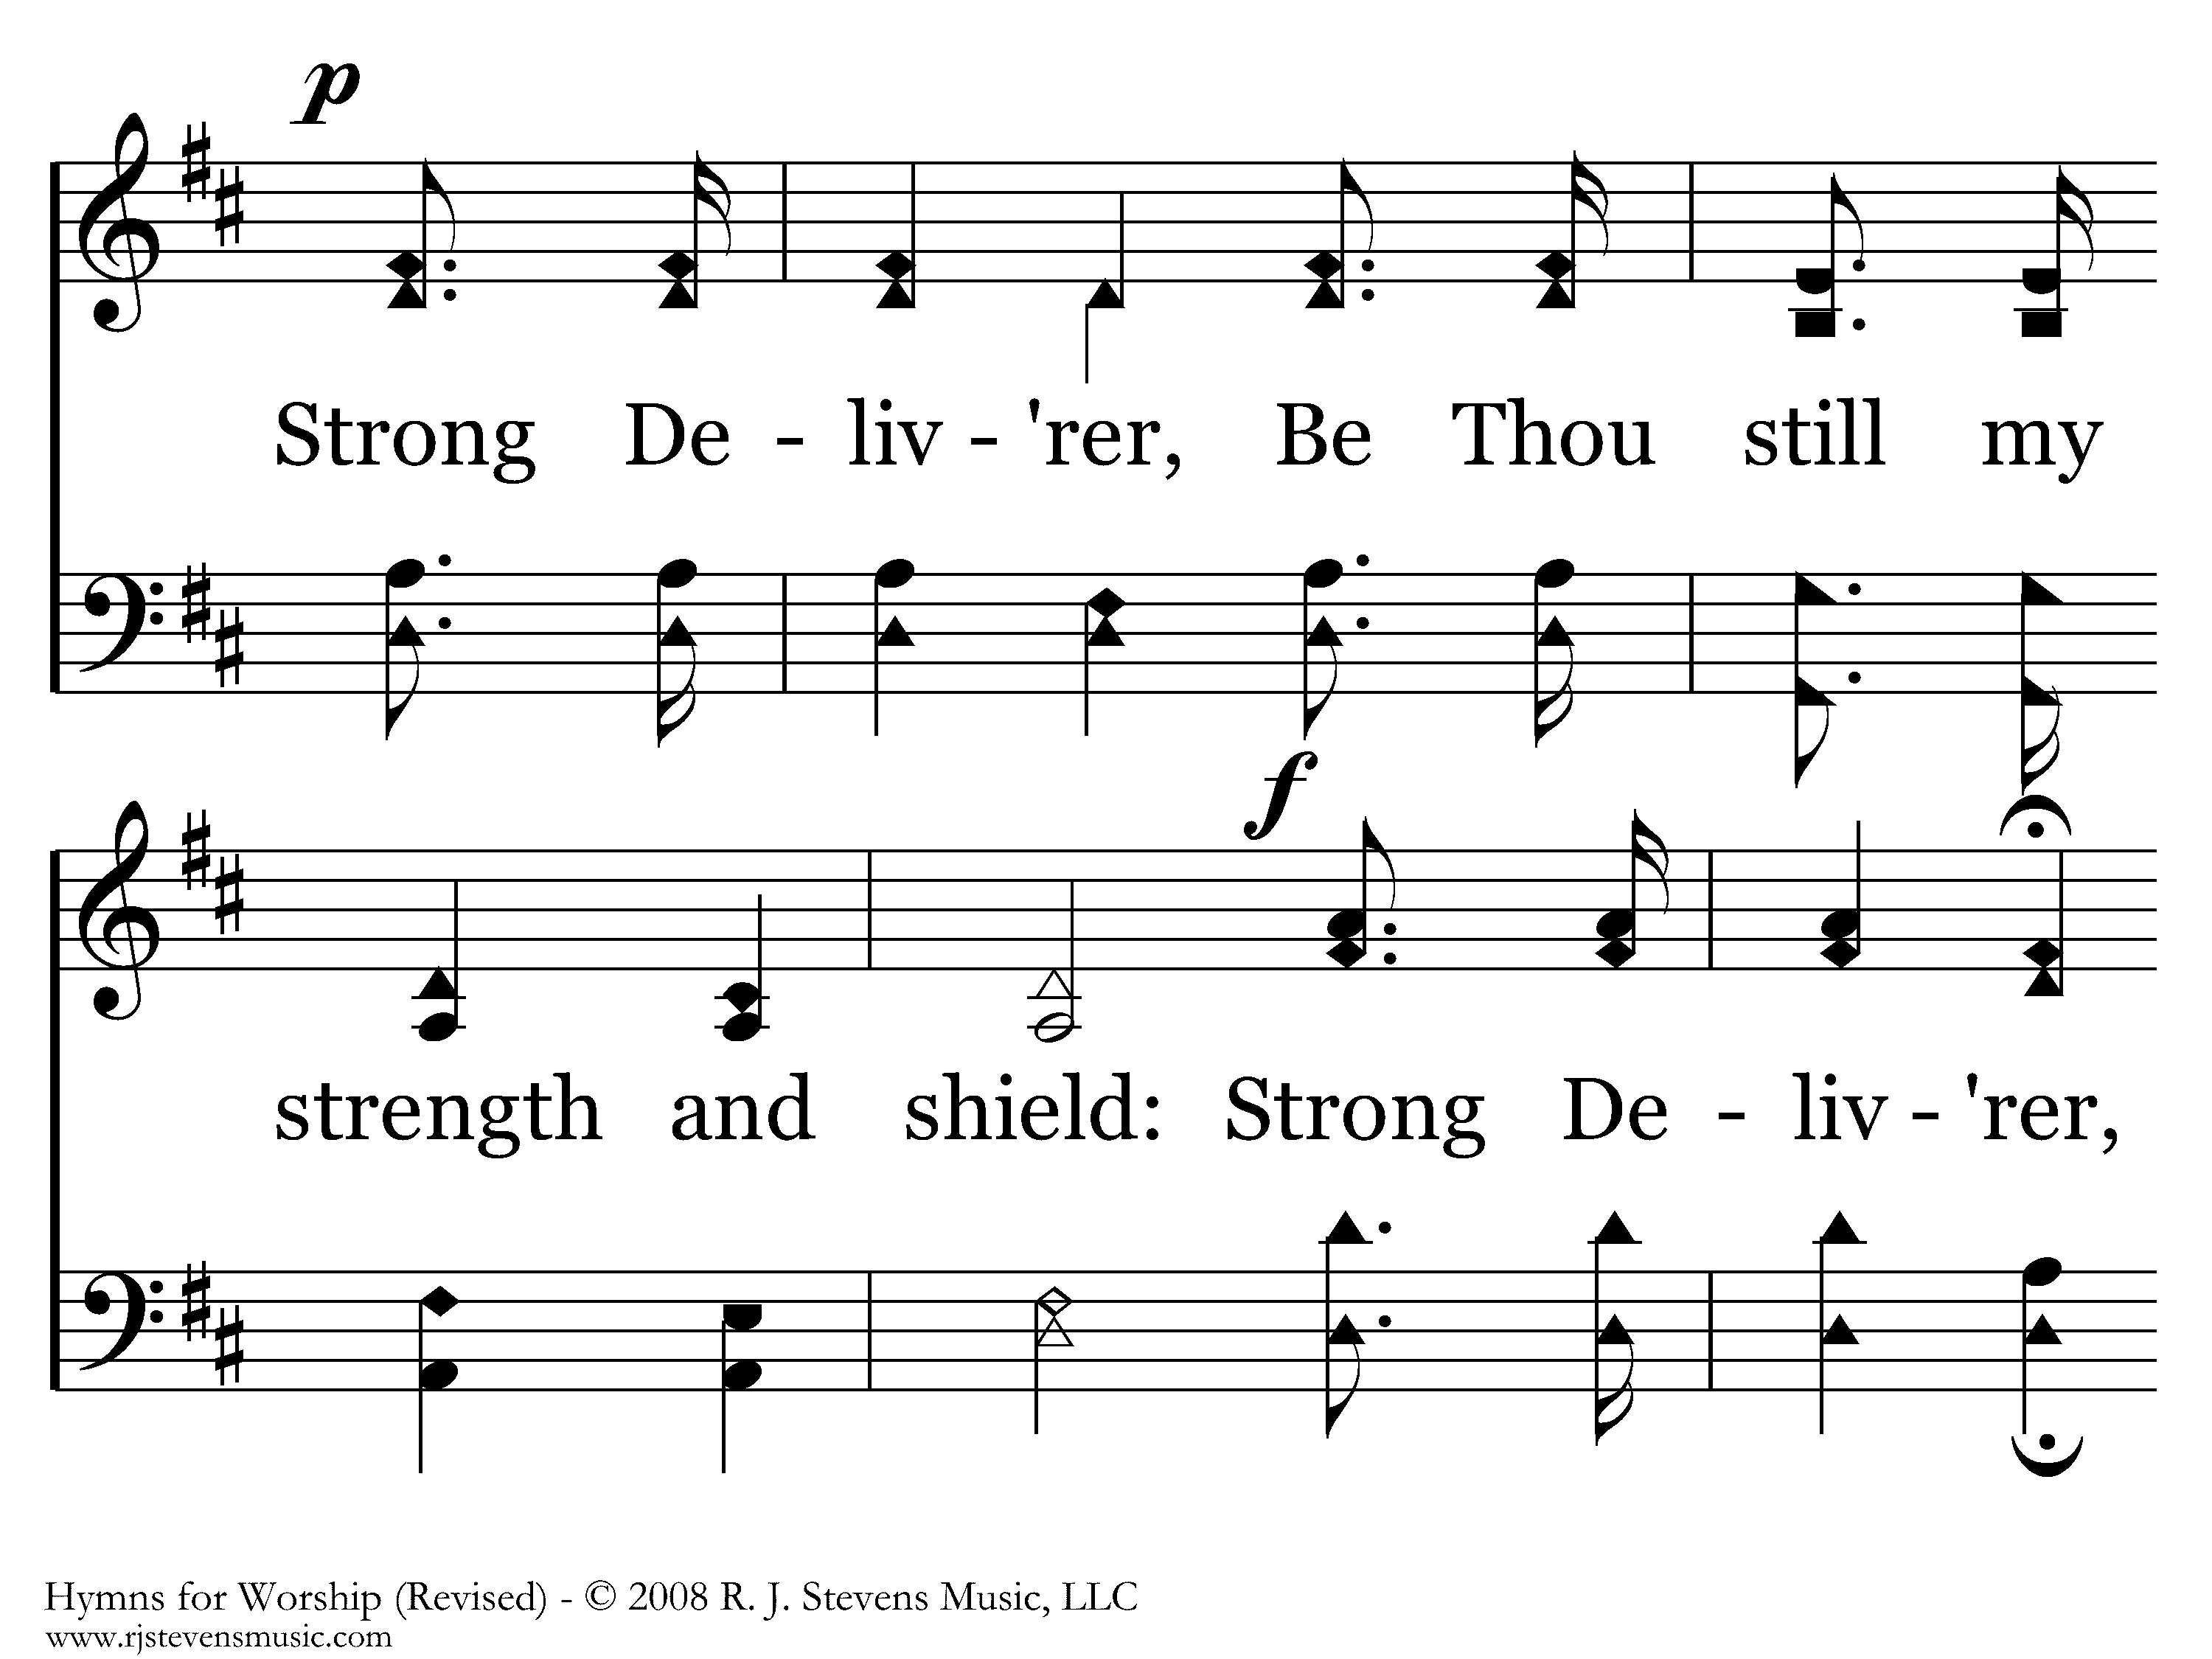 p
Strong De - liv - 'rer, Be Thou still my
f
strength and shield: Strong De - liv - 'rer,
Hymns for Worship (Revised) - © 2008 R. J. Stevens Music, LLC
www.rjstevensmusic.com